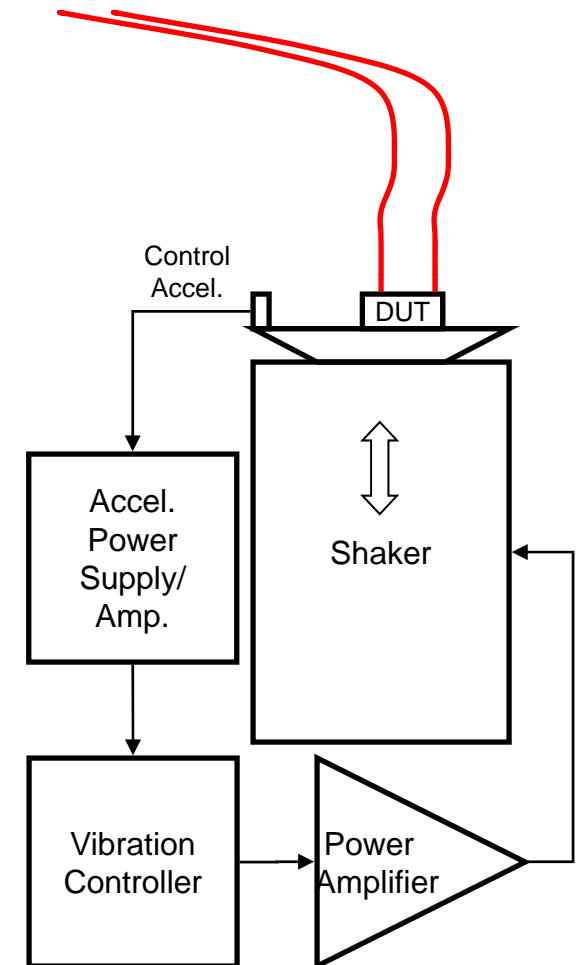 Control
Accel.
DUT
Accel.
Power
Supply/
Amp.
Shaker
Vibration
Controller
Power
Amplifier